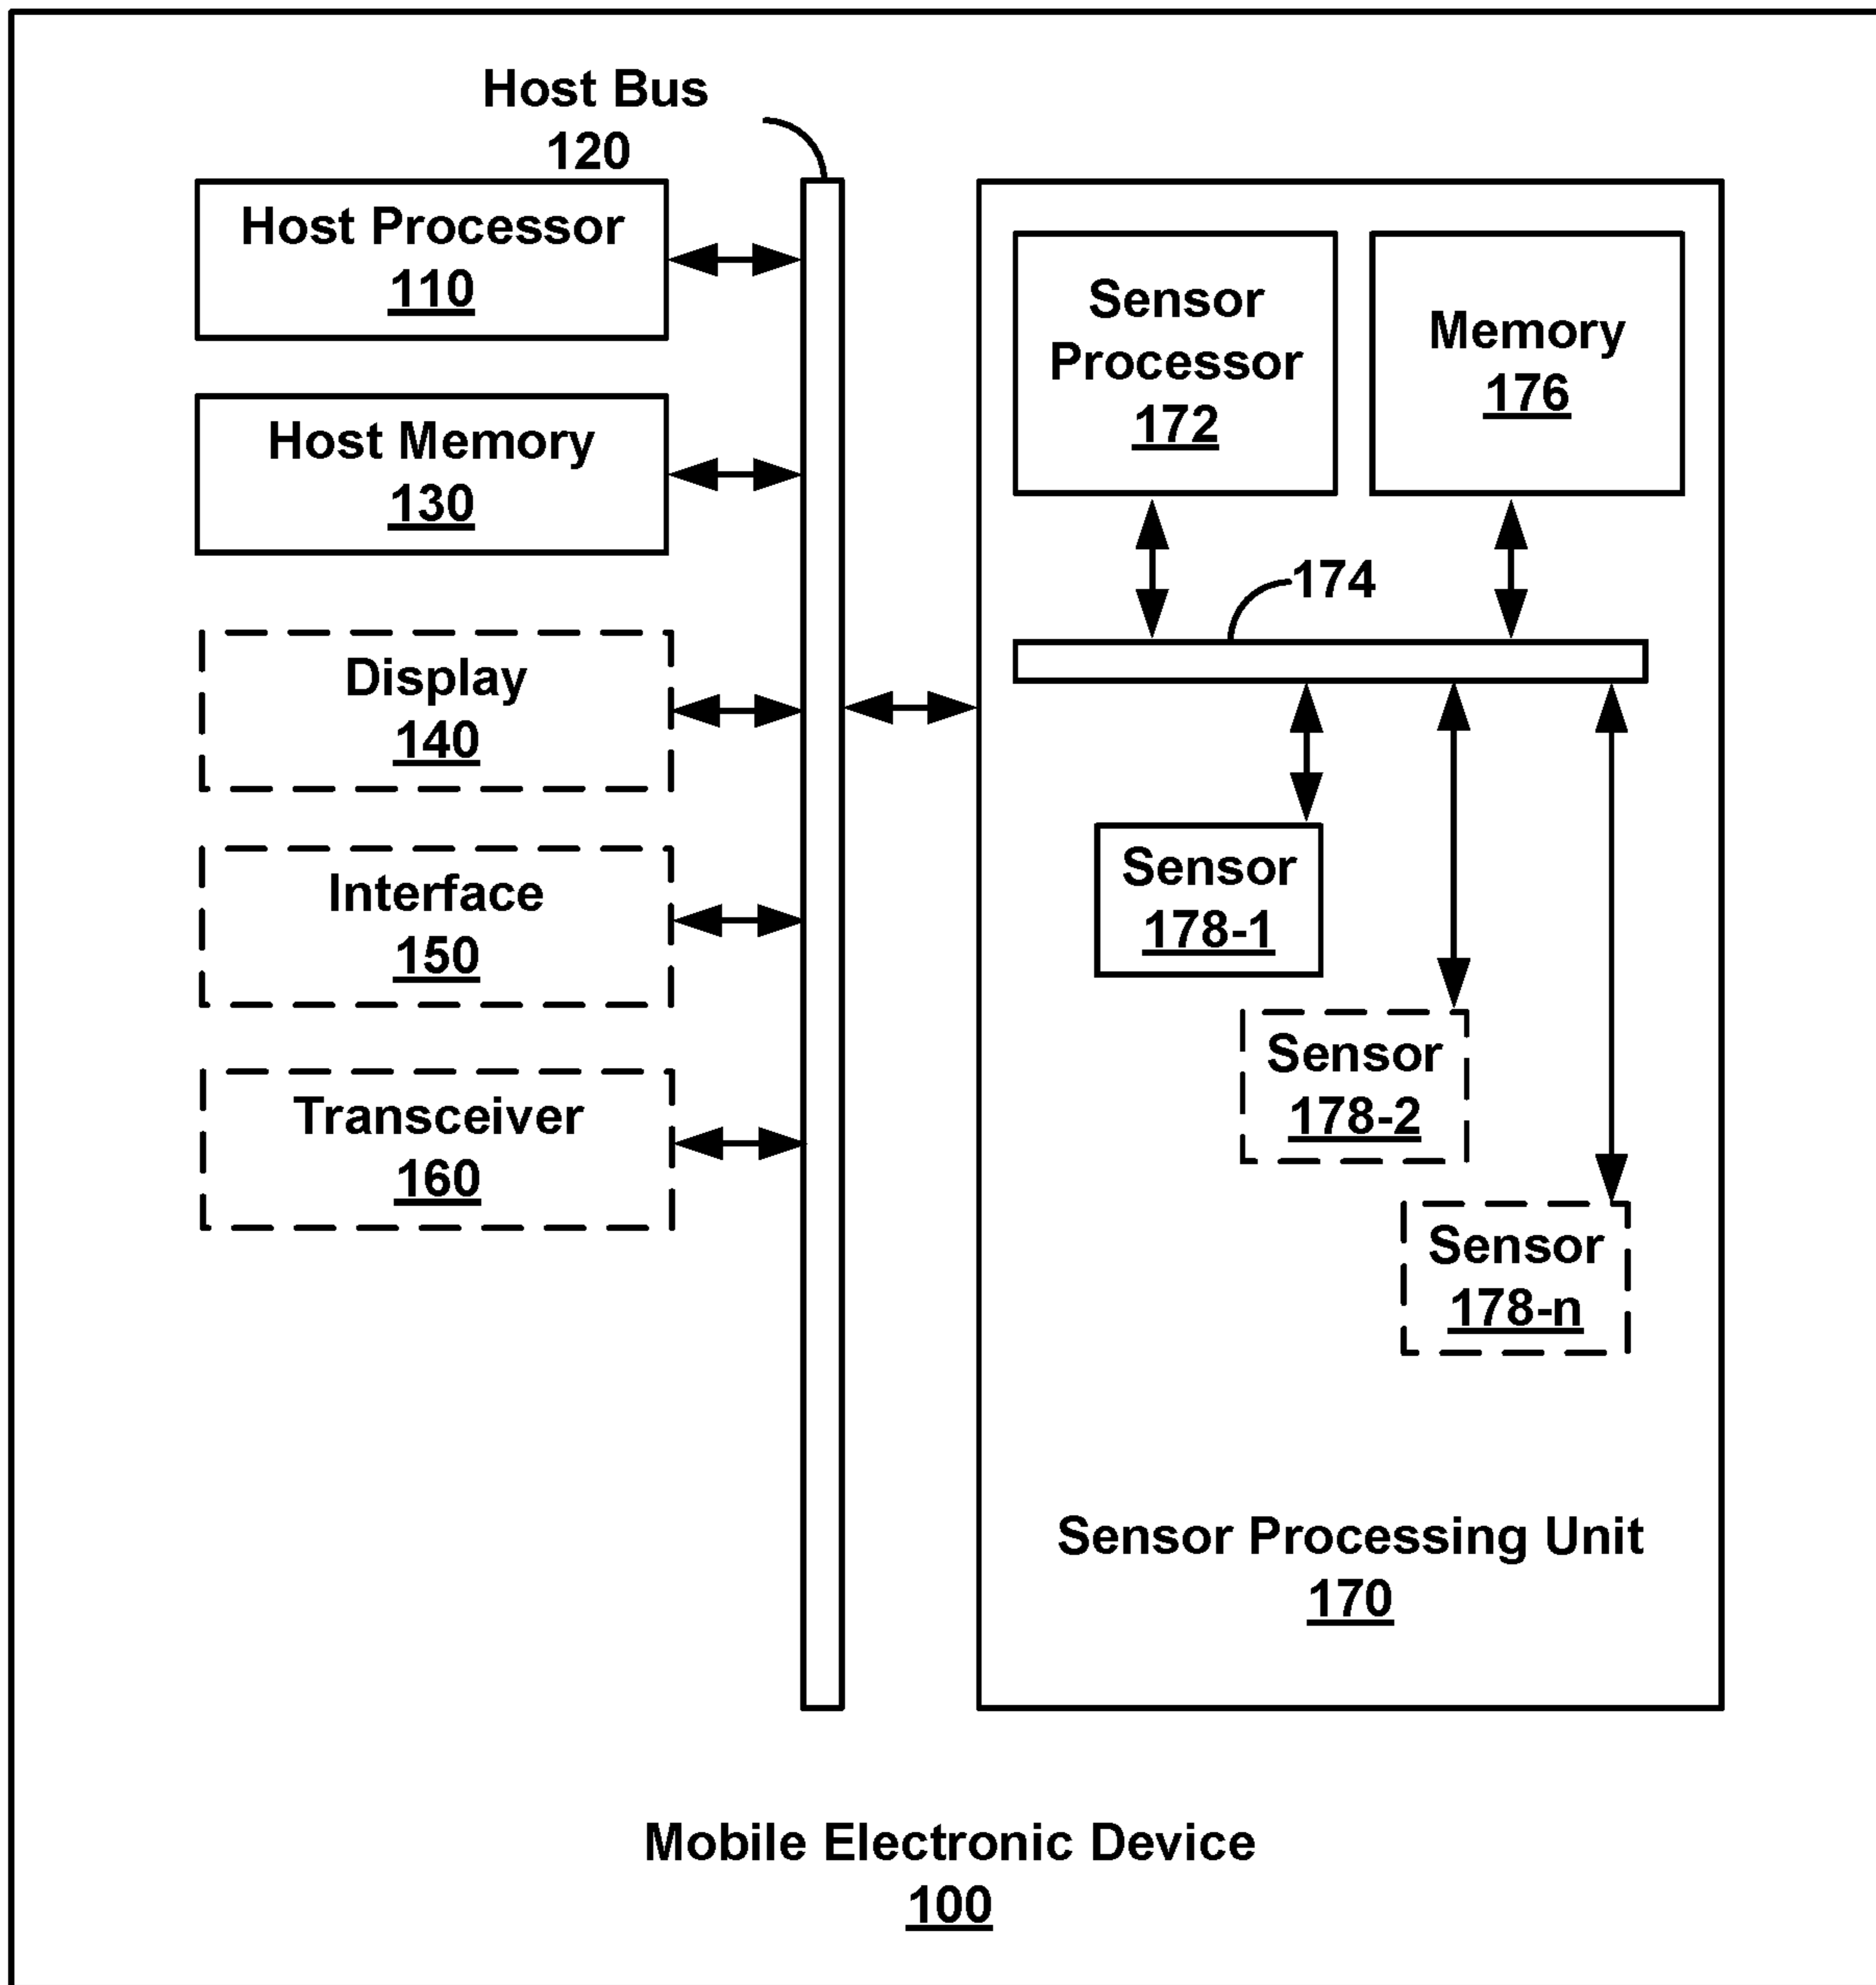 Host Bus
120
Host Processor
110
Host Memory
130
Display
140
Interface
150
Transceiver
160
Sensor
Processor
172
Memory
176
174
Sensor
178-1
Sensor
178-2
Sensor
178-n
Sensor Processing Unit
170
Mobile Electronic Device
100